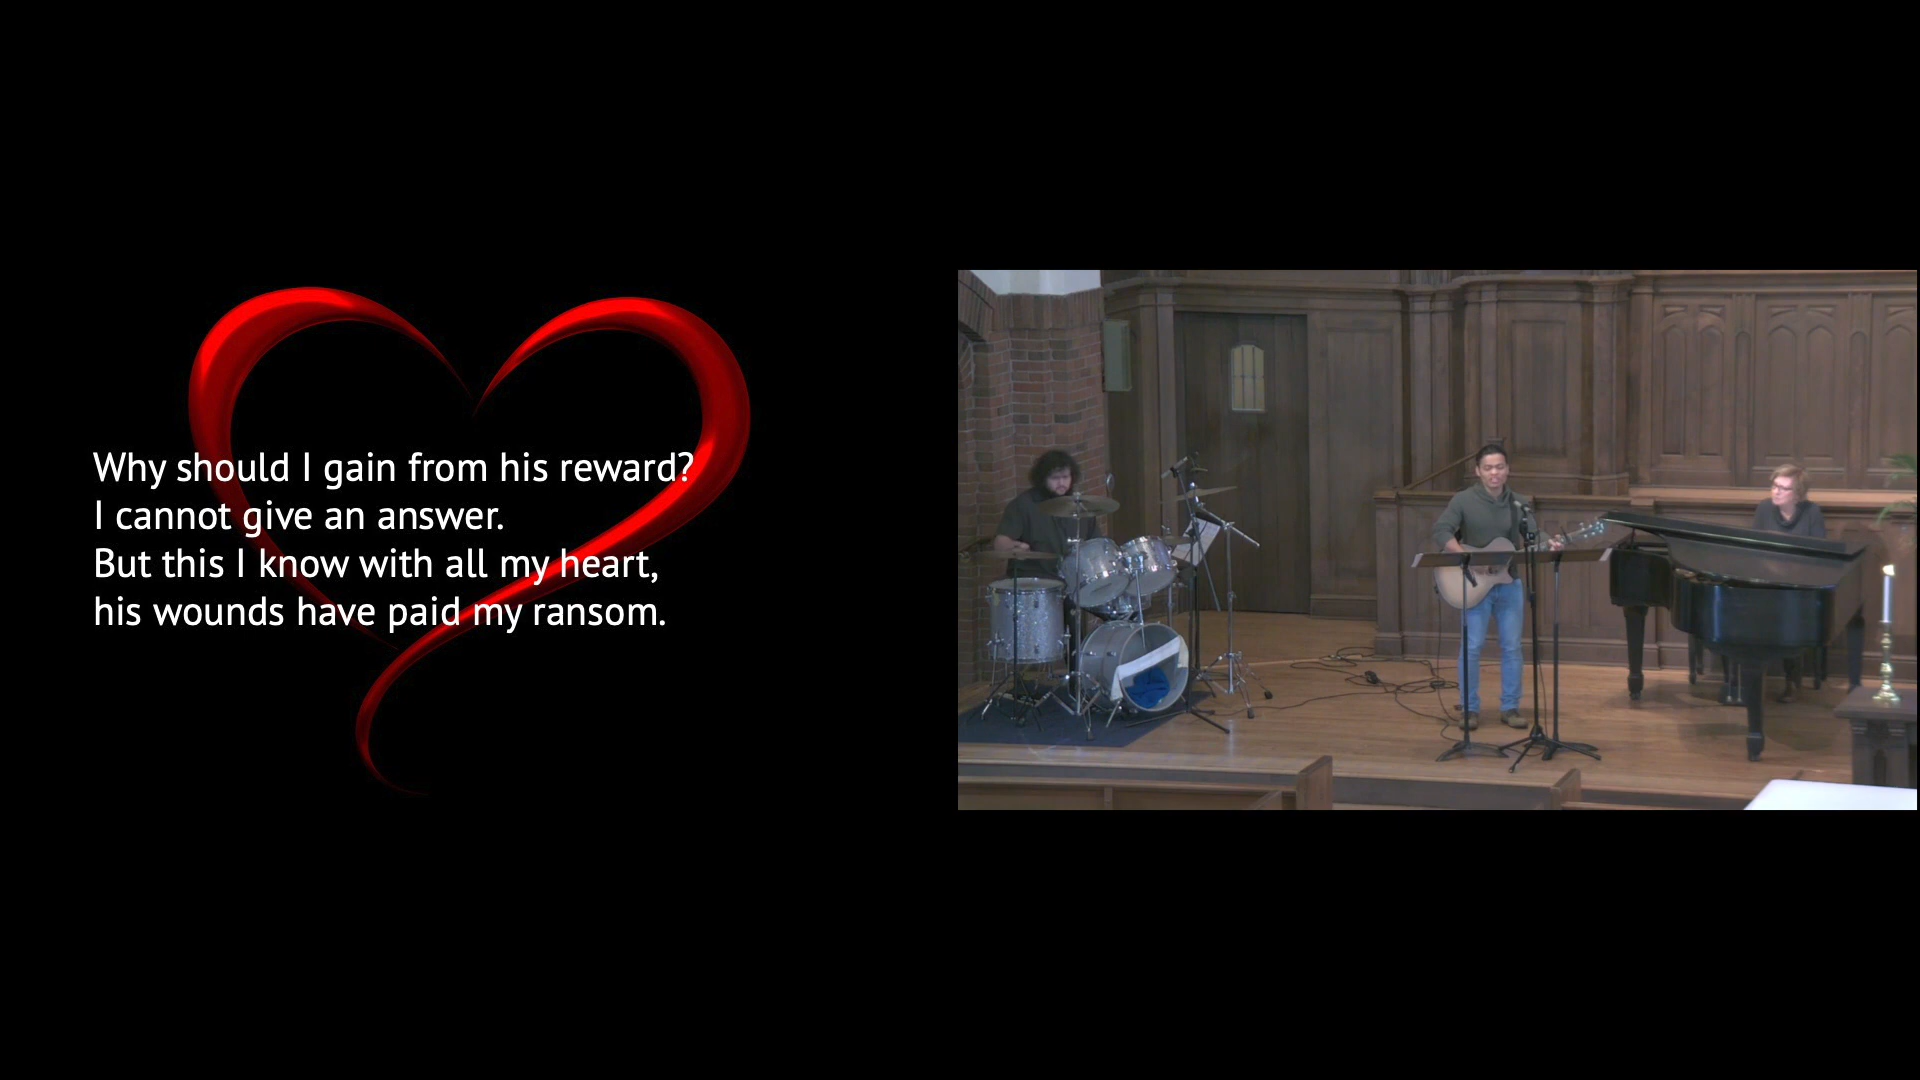 Why should I gain from his reward?
I cannot give an answer.
But this I know with all my heart,
his wounds have paid my ransom.